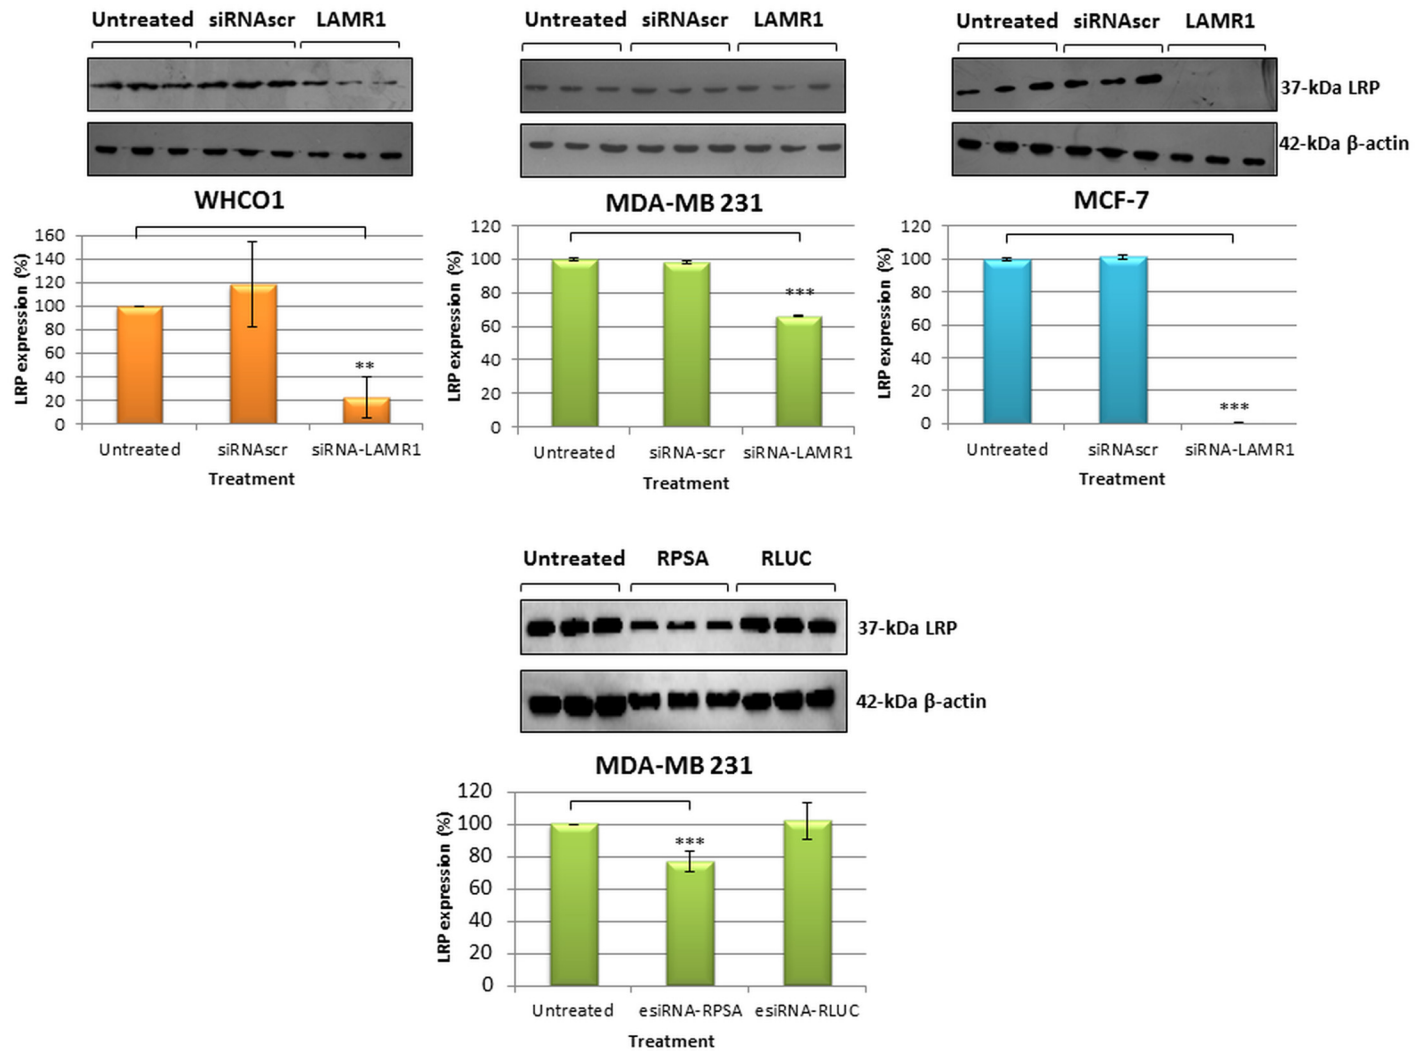 Untreated siRNAscr LAMR1
Untreated siRNAscr LAMR1
Untreated siRNAscr LAMR1
37-kDa LRP
42-kDa β-actin
WHCO1
160
140
120
100
80
60
40
20
0
LRP expression (%)
**
Untreated siRNAscr siRNA-LAMR1
Treatment
MDA-MB 231
120
100
80
60
40
20
0
LRP expression (%)
***
Untreated siRNA-scr siRNA-LAMR1
Treatment
MCF-7
120
100
80
60
40
20
0
LRP expression (%)
***
Untreated siRNAscr siRNA-LAMR1
Treatment
Untreated RPSA RLUC
37-kDa LRP
42-kDa β-actin
MDA-MB 231
120
100
80
60
40
20
0
LRP expression (%)
***
Untreated esiRNA-RPSA esiRNA-RLUC
Treatment